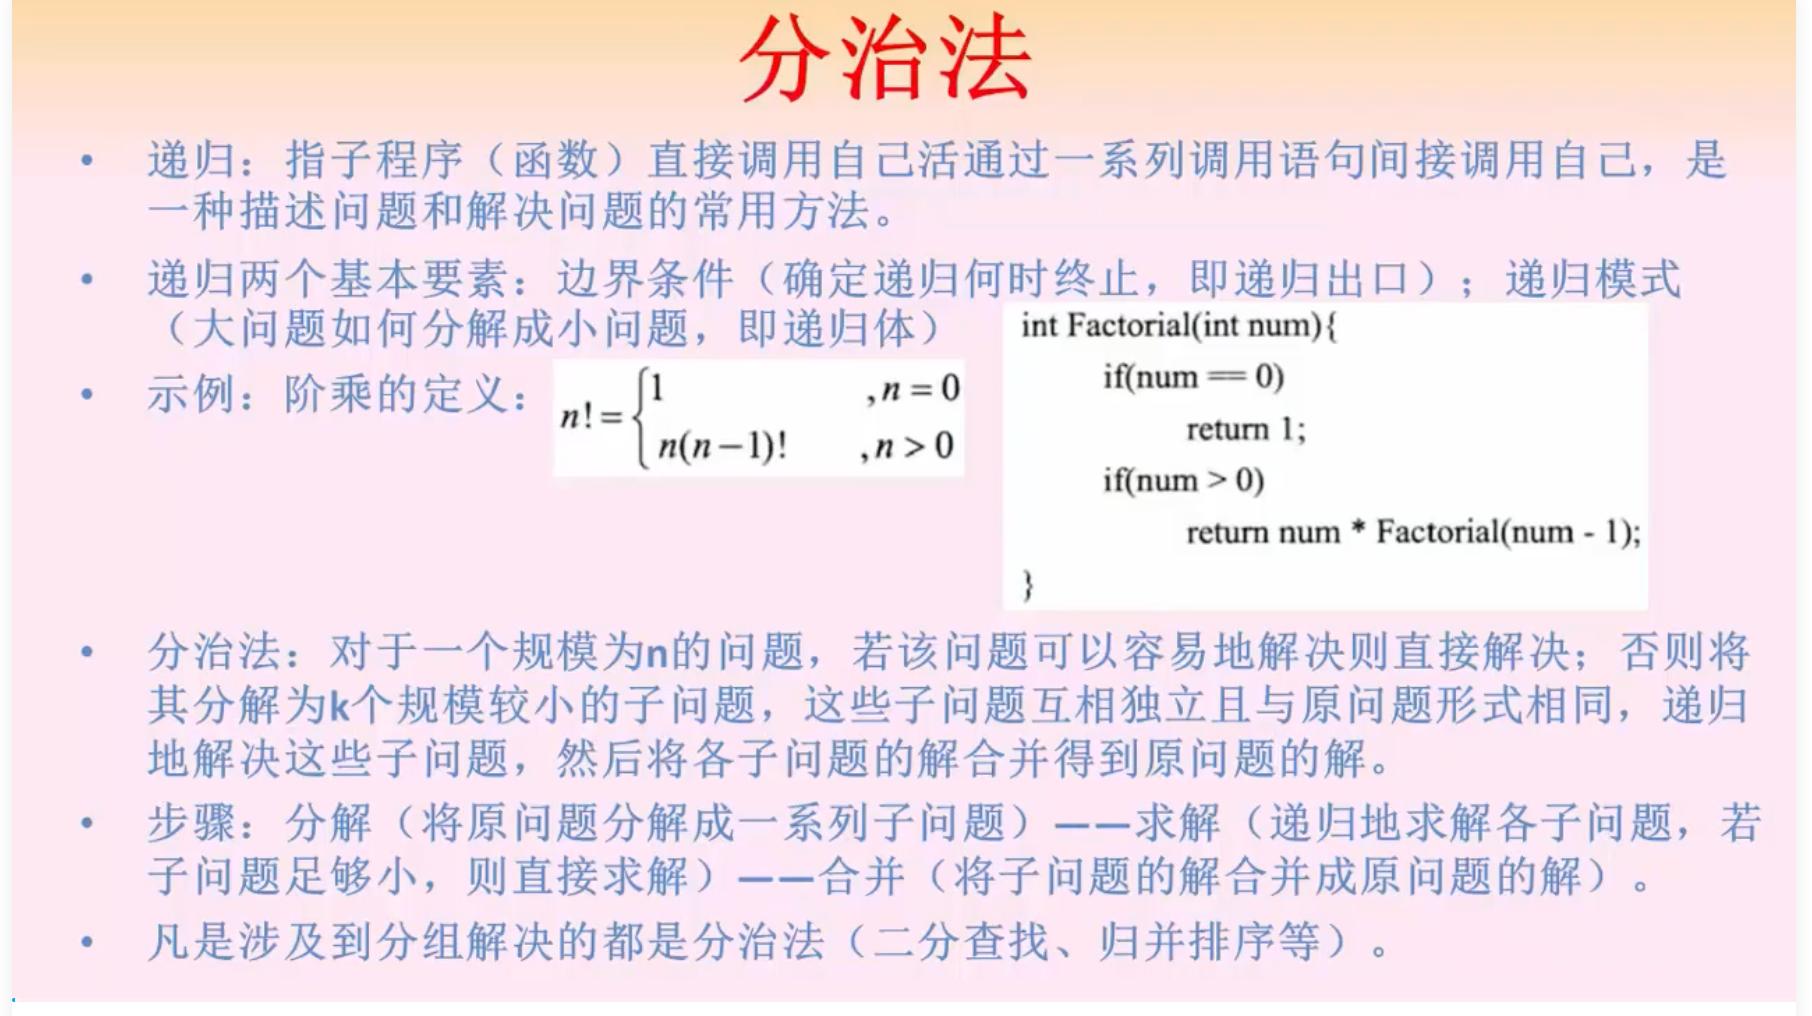 分治法
• 递归：指子程序（函数）直接调用自己活通过一系列调用语句间接调用自己，是
一种描述问题和解决问题的常用方法。
• 递归两个基本要素：边界条件（确定递归何时终止，即递归出口）；递归模式
（大问题如何分解成小问题，即递归体）
• 示例：阶乘的定义：
n! = { 1 , n = 0
n(n−1)! , n > 0
int Factorial(int num){
if(num == 0)
return 1;
if(num > 0)
return num * Factorial(num - 1);
}
• 分治法：对于一个规模为n的问题，若该问题可以容易地解决则直接解决；否则将
其分解为k个规模较小的子问题，这些子问题互相独立且与原问题形式相同，递归
地解决这些子问题，然后将各子问题的解合并得到原问题的解。
• 步骤：分解（将原问题分解成一系列子问题）——求解（递归地求解各子问题，若
子问题足够小，则直接求解）——合并（将子问题的解合并成原问题的解）。
• 凡是涉及到分组解决的都是分治法（二分查找、归并排序等）。